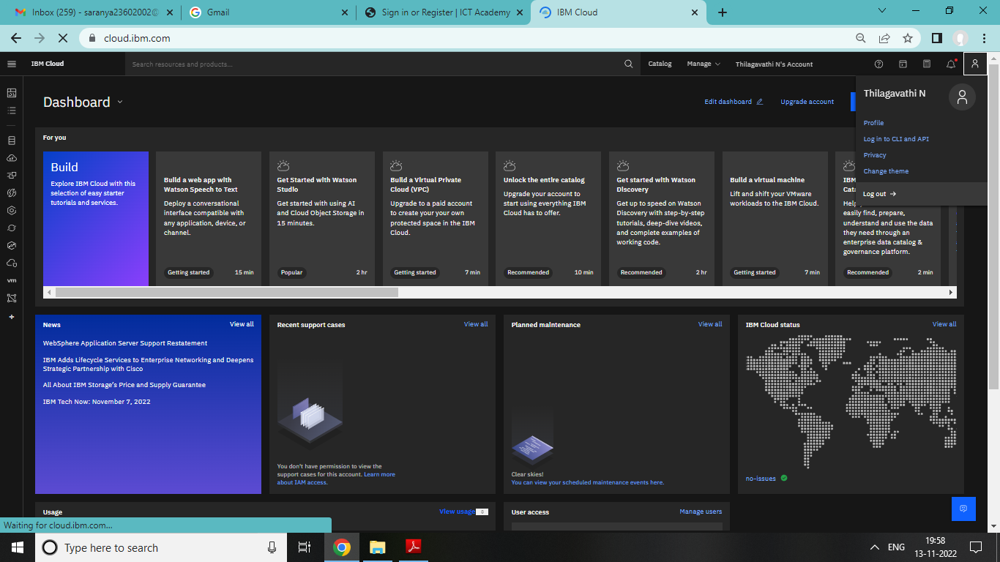 Inbox (259) - saranya23602002@
Gmail
Sign in or Register | ICT Academy
IBM Cloud
cloud.ibm.com
IBM Cloud
Search resources and products...
Catalog
Manage
Thilagavathi N's Account
Dashboard
Edit dashboard
Upgrade account
Thilagavathi N
Profile
Log in to CLI and API
Privacy
Change theme
Log out →
For you
Build
Explore IBM Cloud with this
selection of easy starter
tutorials and services.
Build a web app with
Watson Speech to Text
Deploy a conversational
interface compatible with
any application, device, or
channel.
Getting started
15 min
Get Started with Watson
Studio
Get started with using AI
and Cloud Object Storage in
15 minutes.
Popular
2 hr
Build a Virtual Private
Cloud (VPC)
Upgrade to a paid account
to create your your own
protected space in the IBM
Cloud.
Getting started
7 min
Unlock the entire catalog
Upgrade your account to
start using everything IBM
Cloud has to offer.
Recommended
10 min
Get started with Watson
Discovery
Get up to speed on Watson
Discovery with step-by-step
tutorials, deep-dive videos,
and complete examples of
working code.
Recommended
2 hr
Build a virtual machine
Lift and shift your VMware
workloads to the IBM Cloud.
Getting started
7 min
IBM
Cata
Help
easily find, prepare,
understand and use the data
they need through an
enterprise data catalog &
governance platform.
Recommended
2 min
vm
News
View all
WebSphere Application Server Support Restatement
IBM Adds Lifecycle Services to Enterprise Networking and Deepens
Strategic Partnership with Cisco
All About IBM Storage's Price and Supply Guarantee
IBM Tech Now: November 7, 2022
Recent support cases
View all
You don't have permission to view the
support cases for this account. Learn more
about IAM access.
Planned maintenance
View all
Clear skies!
You can view your scheduled maintenance events here.
IBM Cloud status
View all
no-issues
Usage
View usage
User access
Manage users
Waiting for cloud.ibm.com...
Type here to search
ENG
19:58
13-11-2022